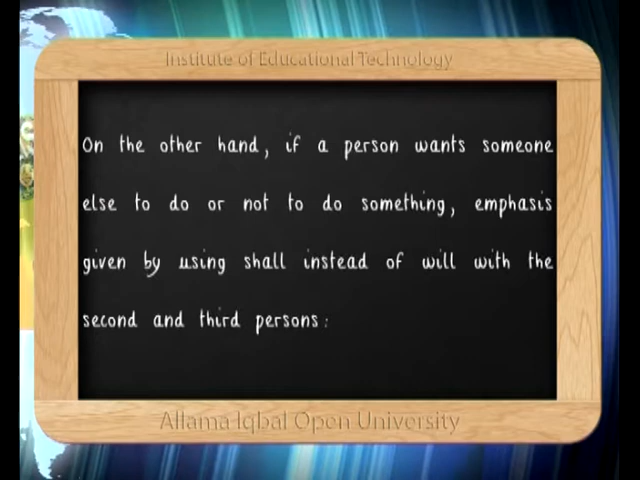 Institute of Educational Technology
On the other hand, if a person wants someone
else to do or not to do something, emphasis
given by using shall instead of will with the
second and third persons:
Allama Iqbal Open University